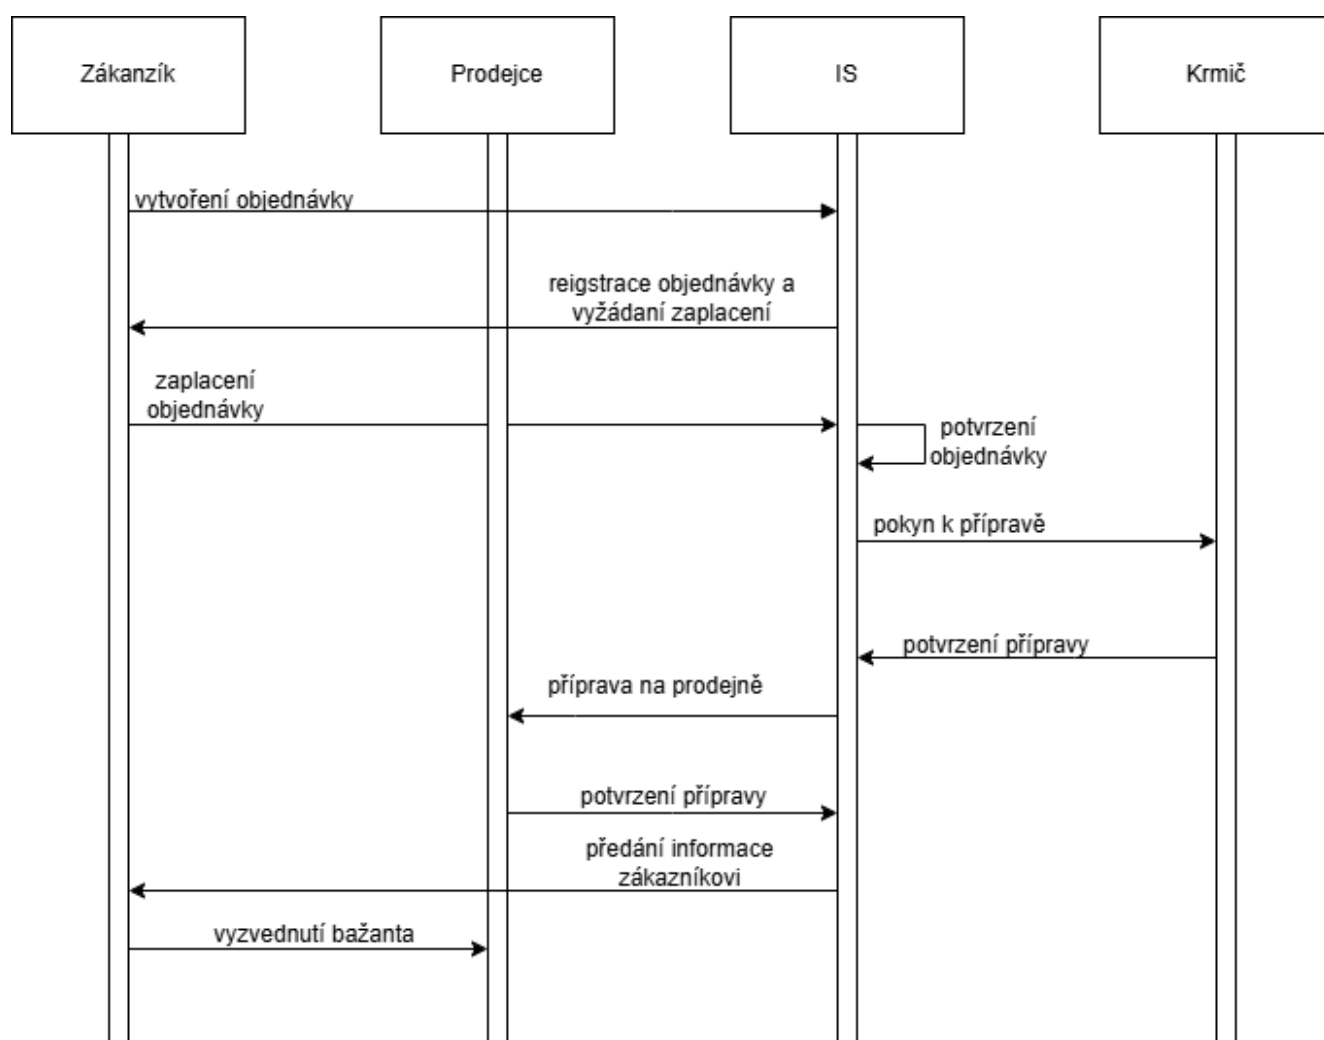 Zákanzík
Prodejce
IS
Krmič
vytvoření objednávky
reigstrace objednávky a
vyžádaní zaplacení
zaplacení
objednávky
potvrzení
objednávky
pokyn k přípravě
potvrzení přípravy
příprava na prodejně
potvrzení přípravy
předání informace
zákazníkovi
vyzvednutí bažanta